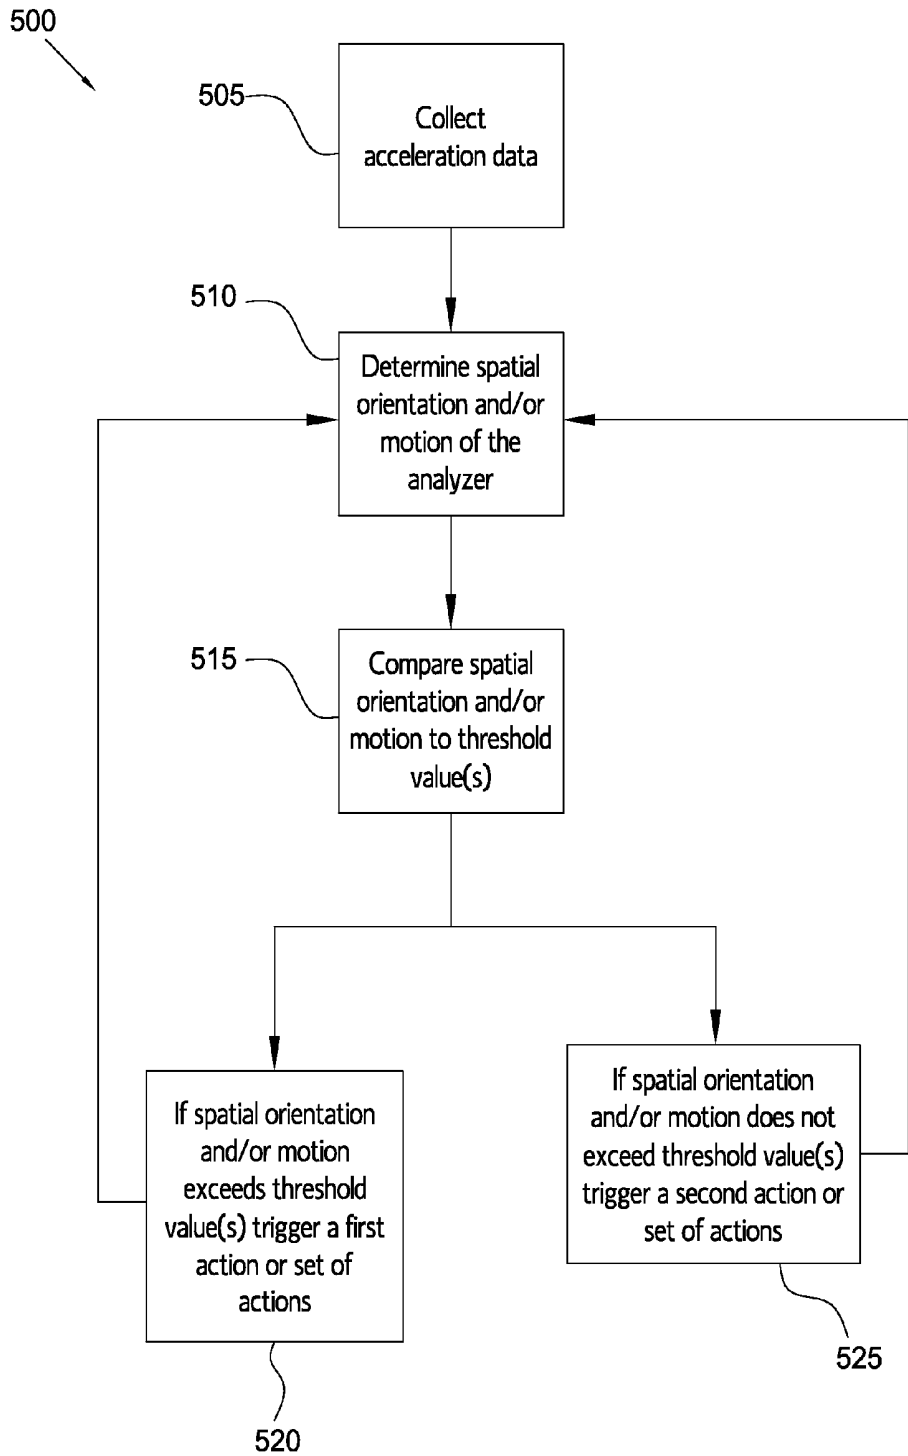 500
505
Collect
acceleration data
510
Determine spatial
orientation and/or
motion of the
analyzer
515
Compare spatial
orientation and/or
motion to threshold
value(s)
If spatial orientation
and/or motion
exceeds threshold
value(s) trigger a first
action or set of
actions
520
If spatial orientation
and/or motion does not
exceed threshold value(s)
trigger a second action or
set of actions
525